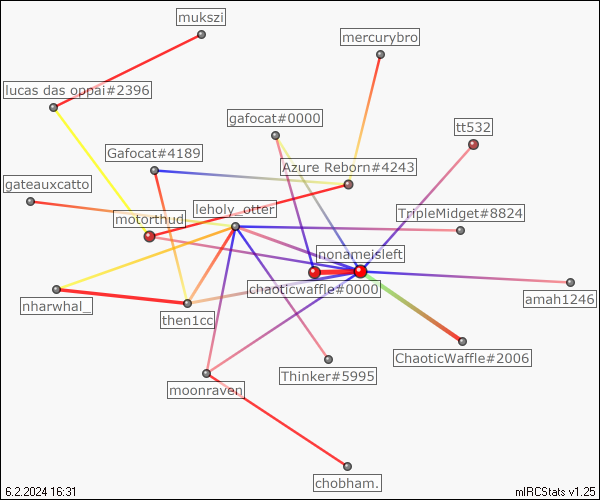 mukszi
mercurybro
lucas das oppai#2396
gafocat#0000
tt532
Gafocat#4189
Azure Reborn#4243
gateauxcatto
leholy_otter
TripleMidget#8824
motorthud
nonameisleft
chaoticwaffle#0000
nharwhal_
amah1246
then1cc
ChaoticWaffle#2006
Thinker#5995
moonraven
chobham.
6.2.2024 16:31
mIRCStats v1.25